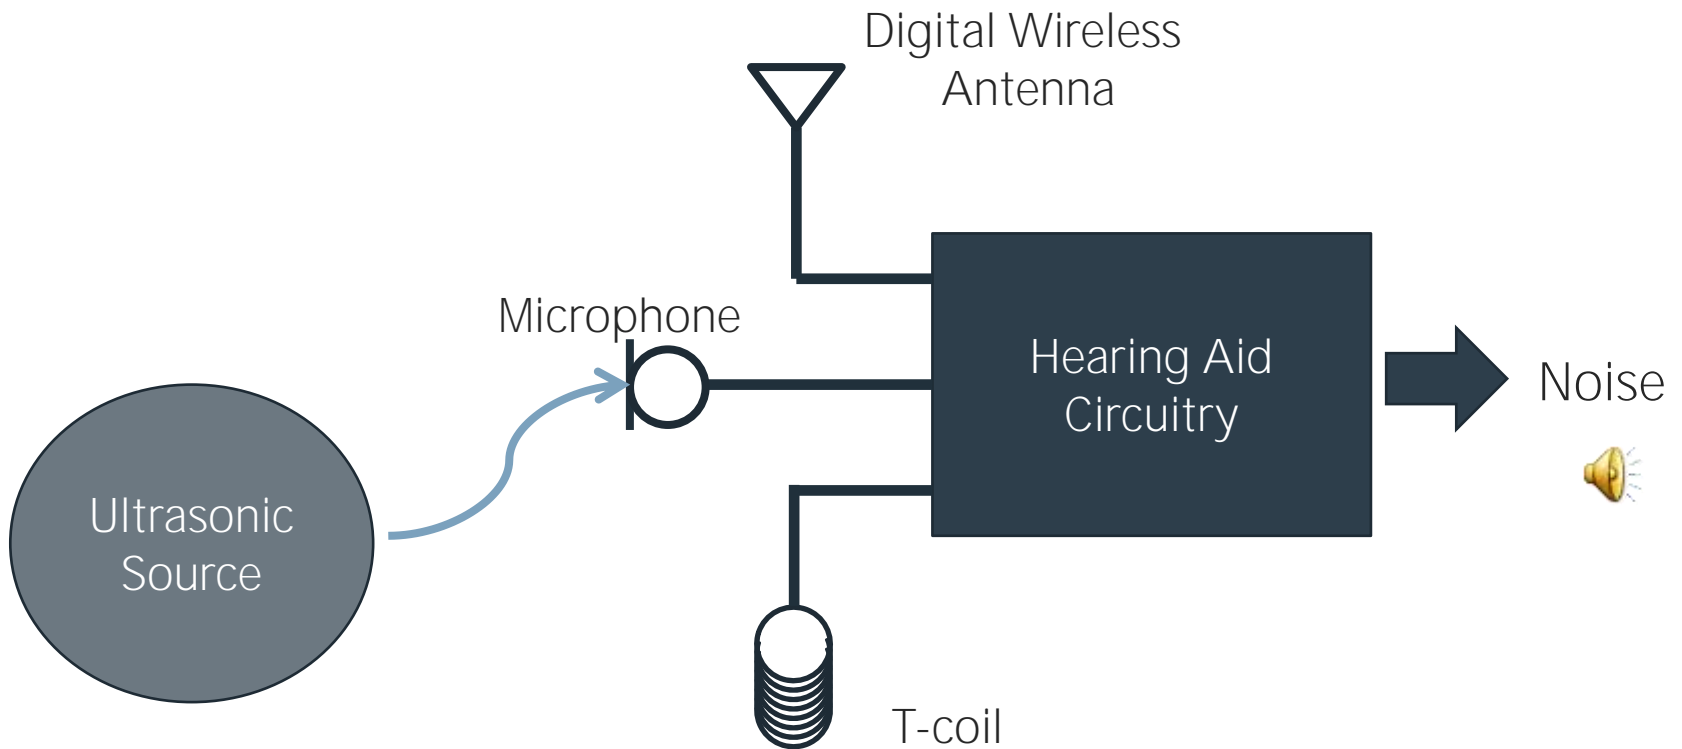 Digital Wireless
Antenna
Microphone
Hearing Aid
Circuitry
Noise
Ultrasonic
Source
T-coil